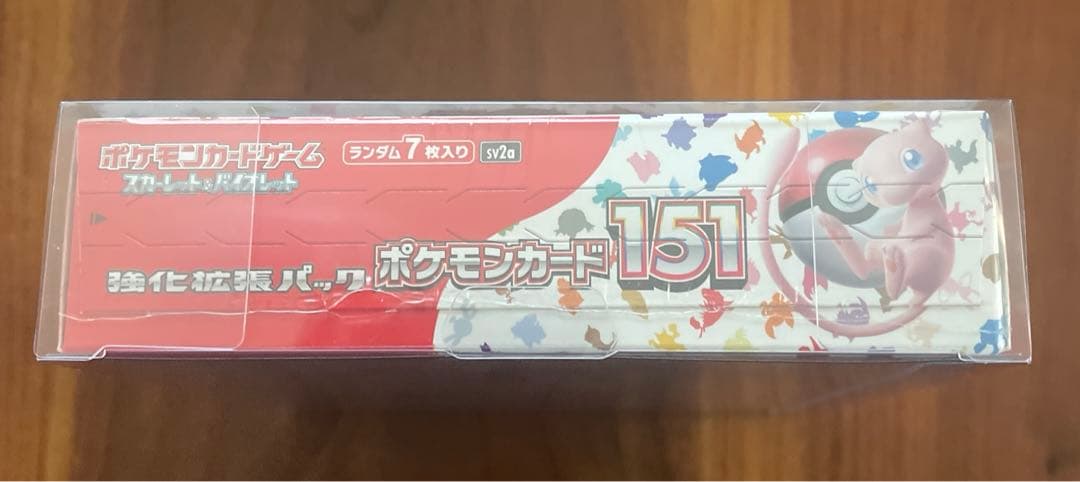 ポケモンカードゲーム
スカーレット&バイオレット
ランダム7枚入り sv2a
強化拡張パック ポケモンカード151